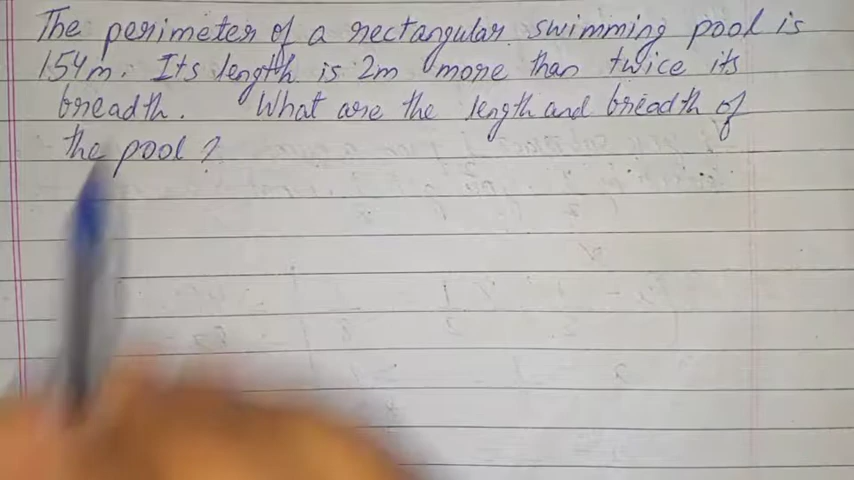 The perimeter of a rectangular swimming pool is
154m. Its length is 2m more than twice its
breadth. What are the length and breadth of
the pool?